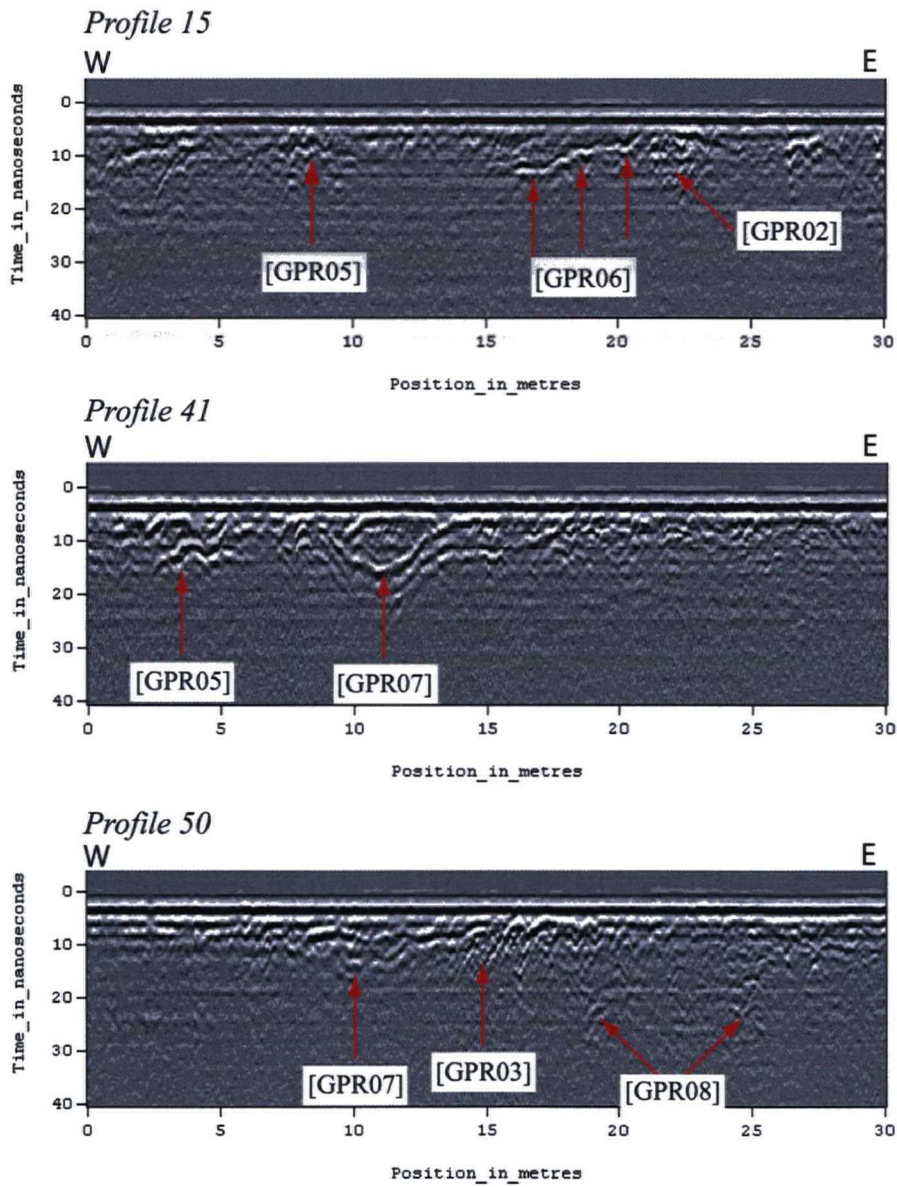 Profile 15
W E
Time_in_nanoseconds
0
10
20
30
40
[GPR05]
[GPR06]
[GPR02]
0 5 10 15 20 25 30
Position_in_metres
Profile 41
W E
Time_in_nanoseconds
0
10
20
30
40
[GPR05]
[GPR07]
0 5 10 15 20 25 30
Position_in_metres
Profile 50
W E
Time_in_nanoseconds
0
10
20
30
40
[GPR07]
[GPR03]
[GPR08]
0 5 10 15 20 25 30
Position_in_metres